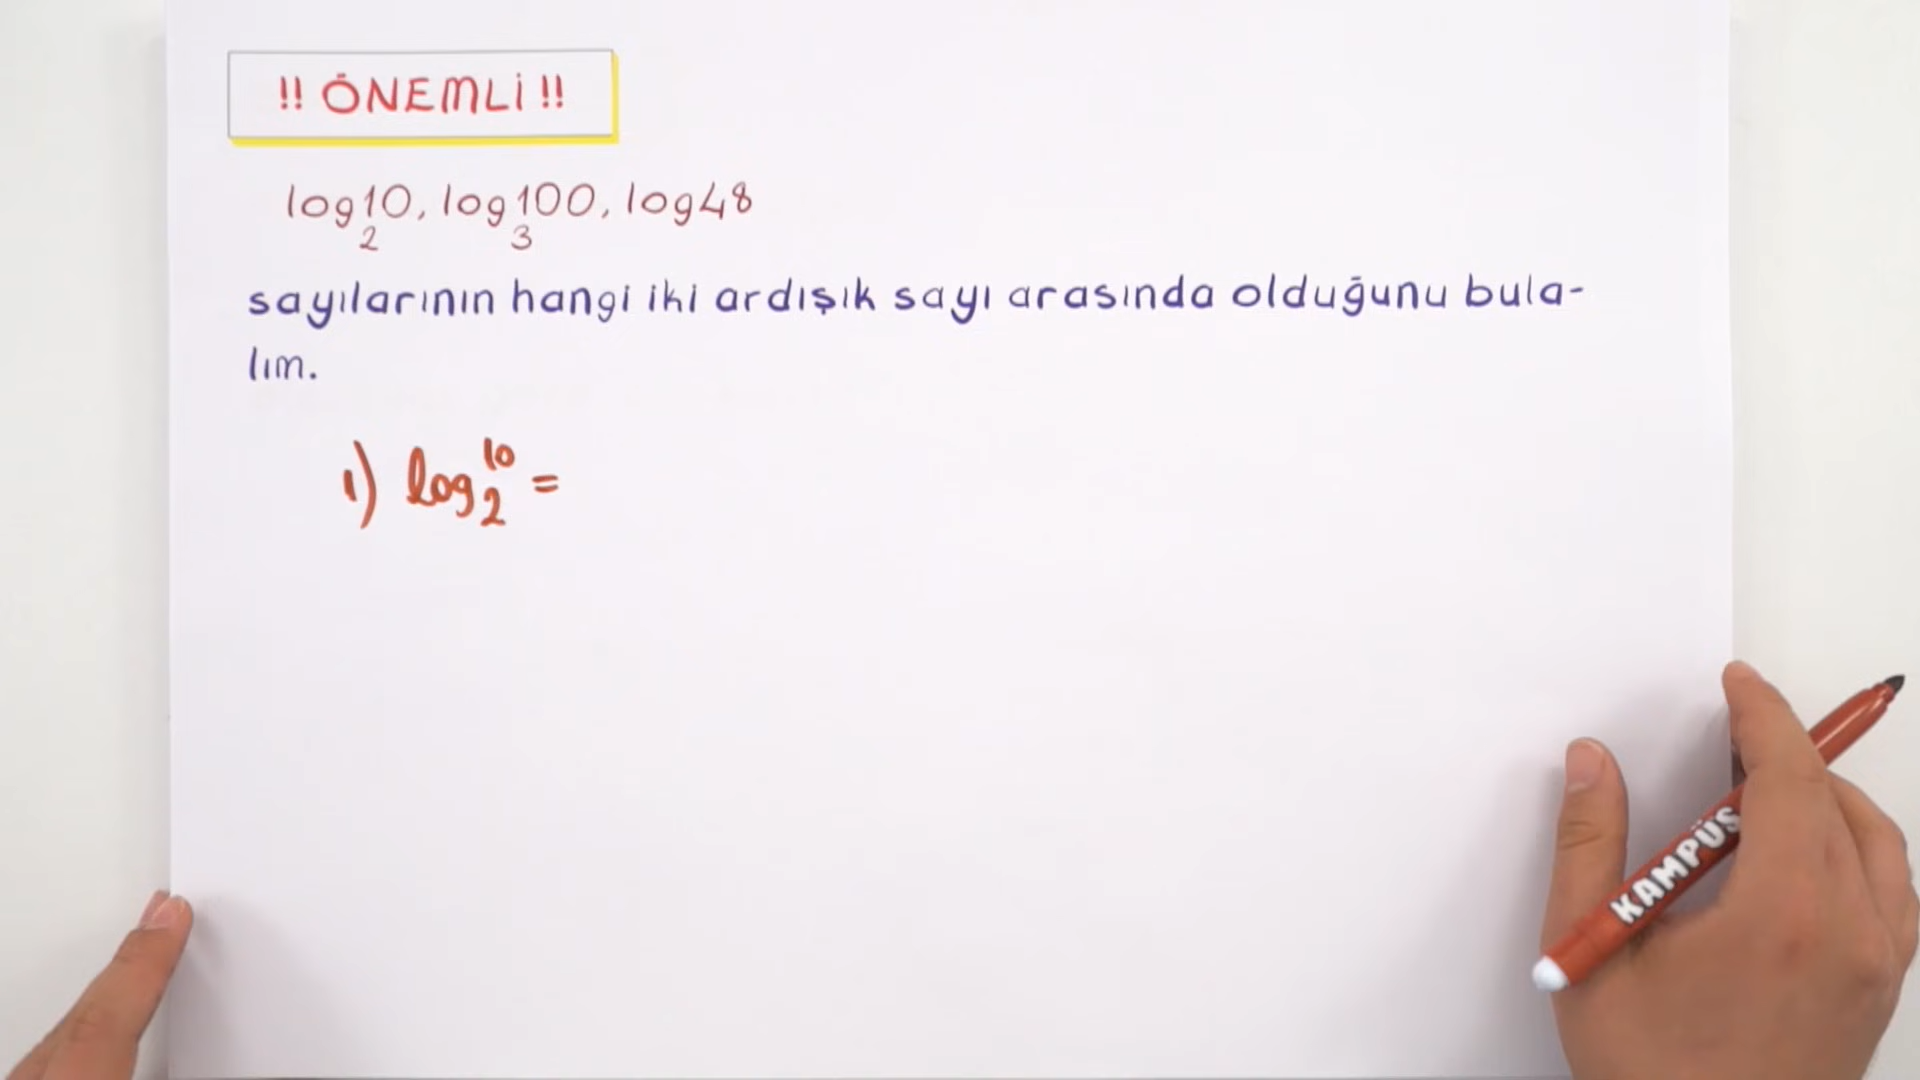 !! ÖNEMLİ !!
log₂10, log₃100, log48
sayılarının hangi iki ardışık sayı arasında olduğunu bula-
lım.
1) log₂¹⁰ =
KAMPÜS